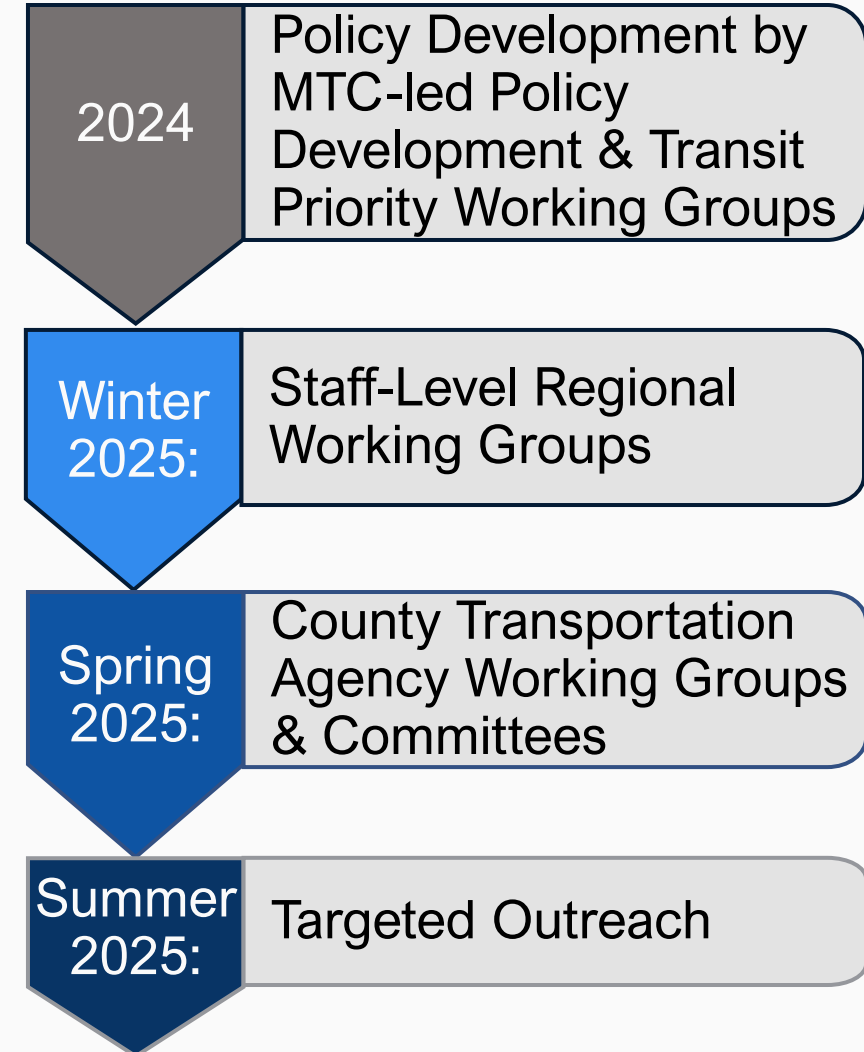 2024
Policy Development by
MTC-led Policy
Development & Transit
Priority Working Groups
Winter
2025:
Staff-Level Regional
Working Groups
Spring
2025:
County Transportation
Agency Working Groups
& Committees
Summer
2025:
Targeted Outreach